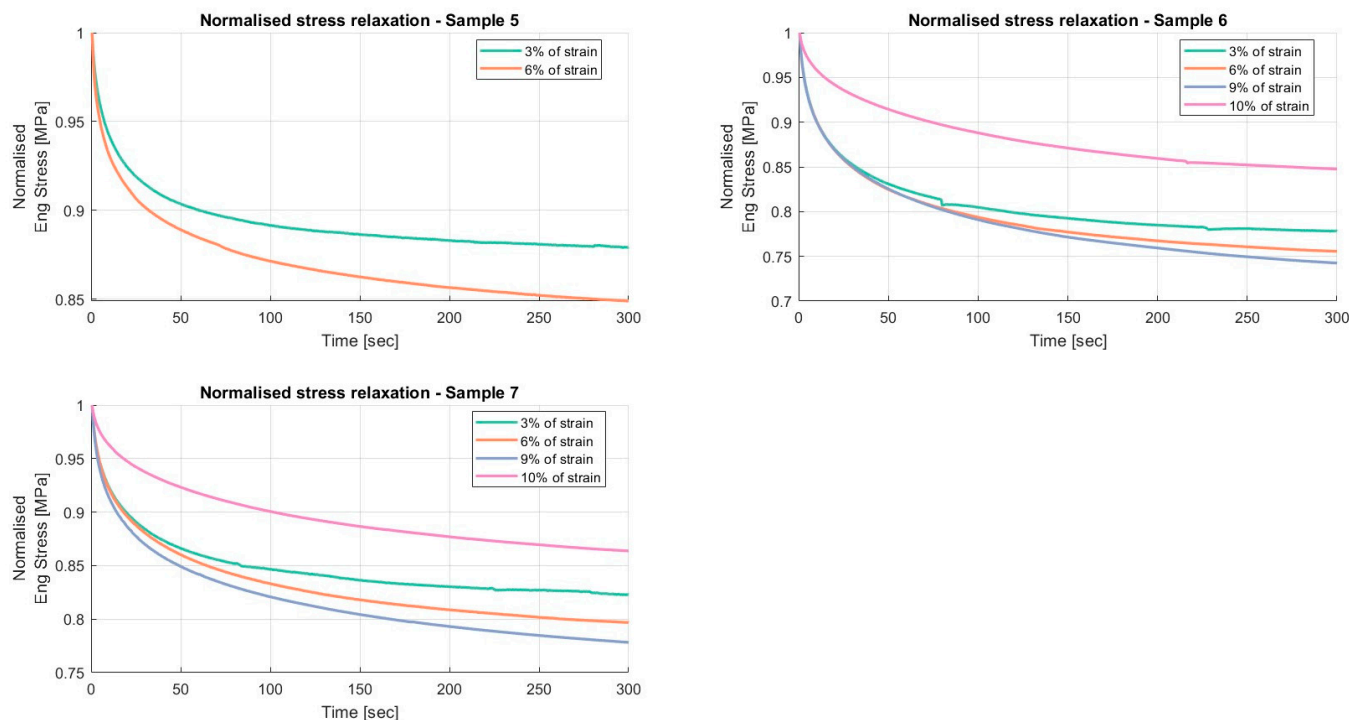 Normalised stress relaxation - Sample 5
Normalised
Eng Stress [MPa]
1
0.95
0.9
0.85
0 50 100 150 200 250 300
Time [sec]
3% of strain
6% of strain
Normalised stress relaxation - Sample 6
Normalised
Eng Stress [MPa]
1
0.95
0.9
0.85
0.8
0.75
0.7
0 50 100 150 200 250 300
Time [sec]
3% of strain
6% of strain
9% of strain
10% of strain
Normalised stress relaxation - Sample 7
Normalised
Eng Stress [MPa]
1
0.95
0.9
0.85
0.8
0.75
0 50 100 150 200 250 300
Time [sec]
3% of strain
6% of strain
9% of strain
10% of strain